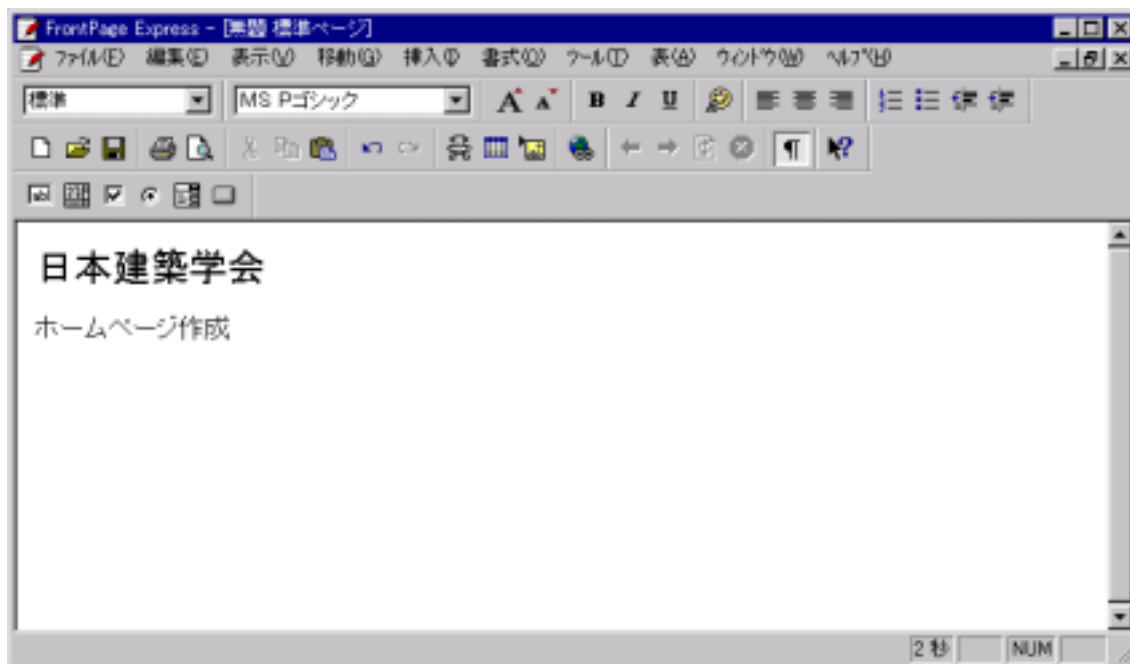 FrontPage Express - [無題 標準ページ]
ファイル(F) 編集(E) 表示(V) 移動(G) 挿入(I) 書式(O) ツール(T) 表(A) ウィンドウ(W) ヘルプ(H)
標準 MS Pゴシック A A B I U
日本建築学会
ホームページ作成
2 秒 NUM